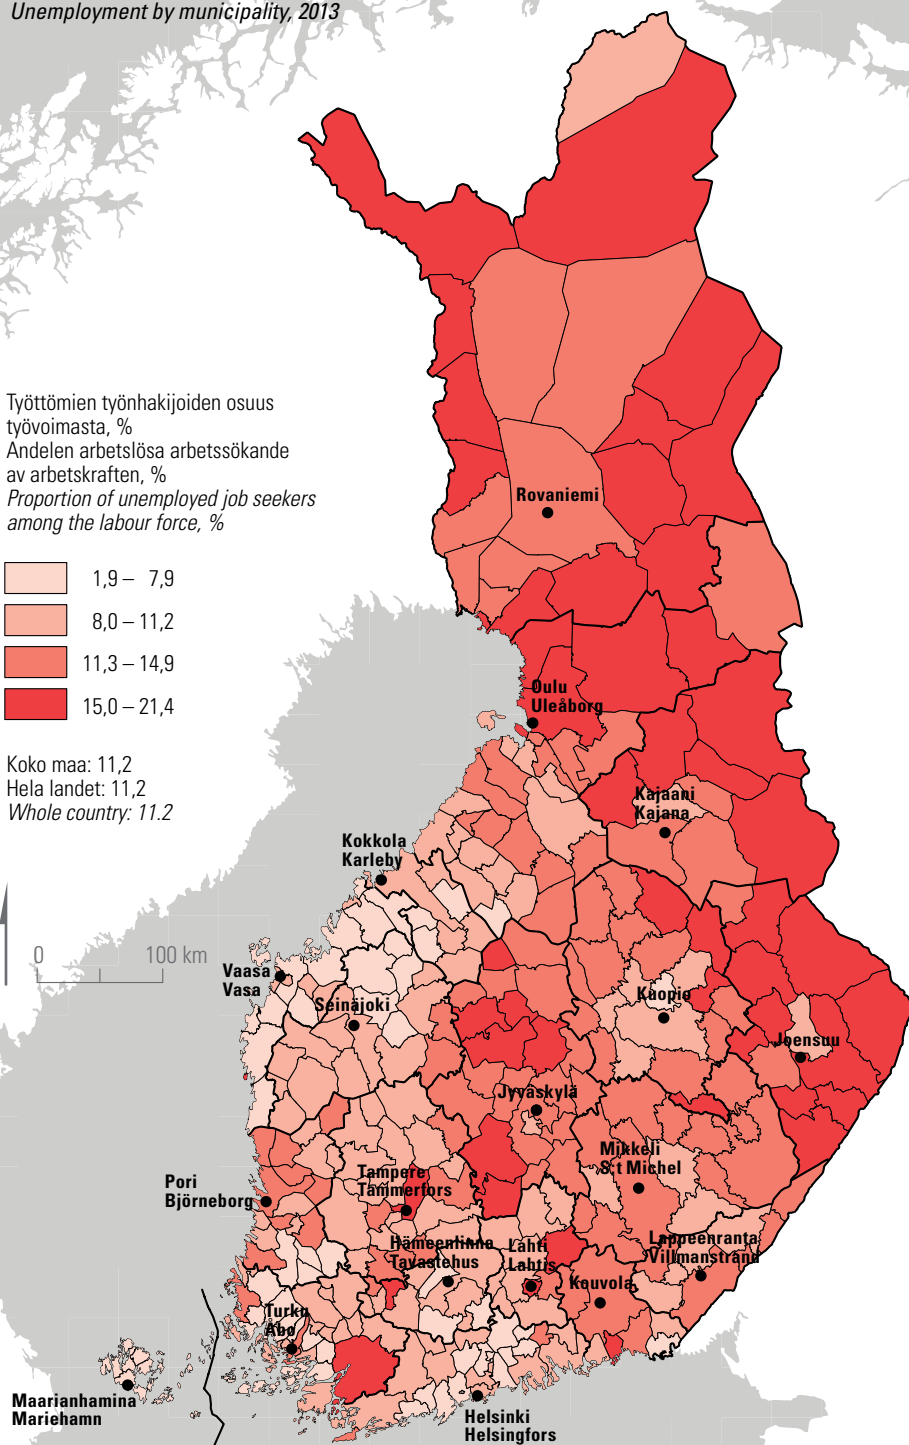 Unemployment by municipality, 2013
Työttömien työnhakijoiden osuus
työvoimasta, %
Andelen arbetslösa arbetssökande
av arbetskraften, %
Proportion of unemployed job seekers
among the labour force, %
1,9 – 7,9
8,0 – 11,2
11,3 – 14,9
15,0 – 21,4
Koko maa: 11,2
Hela landet: 11,2
Whole country: 11.2
0 100 km
Rovaniemi
Oulu
Uleåborg
Kajaani
Kajana
Kokkola
Karleby
Vaasa
Vasa
Seinäjoki
Kuopio
Joensuu
Jyväskylä
Mikkeli
S:t Michel
Tampere
Tammerfors
Pori
Björneborg
Hämeenlinna
Tavastehus
Lahti
Lahtis
Lappeenranta
Villmanstrand
Kouvola
Turku
Åbo
Maarianhamina
Mariehamn
Helsinki
Helsingfors